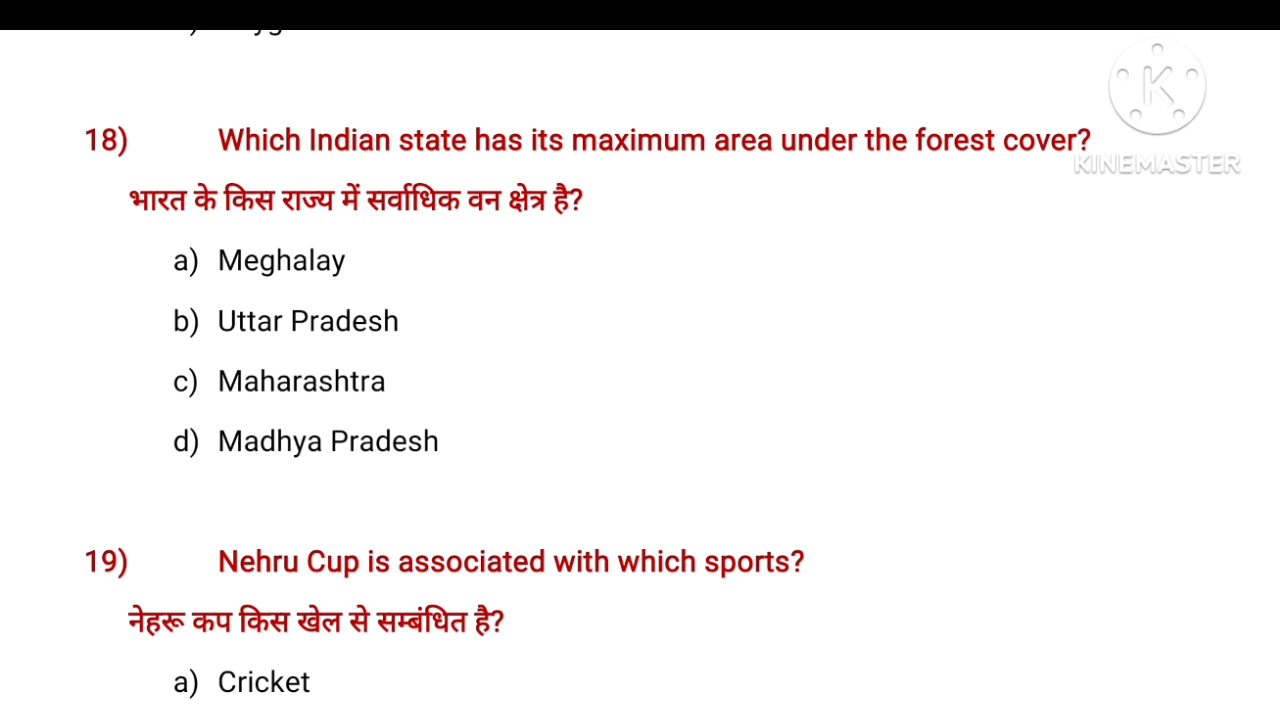 18) Which Indian state has its maximum area under the forest cover?
भारत के किस राज्य में सर्वाधिक वन क्षेत्र है?
a) Meghalay
b) Uttar Pradesh
c) Maharashtra
d) Madhya Pradesh
19) Nehru Cup is associated with which sports?
नेहरू कप किस खेल से सम्बंधित है?
a) Cricket
K
KINEMASTER